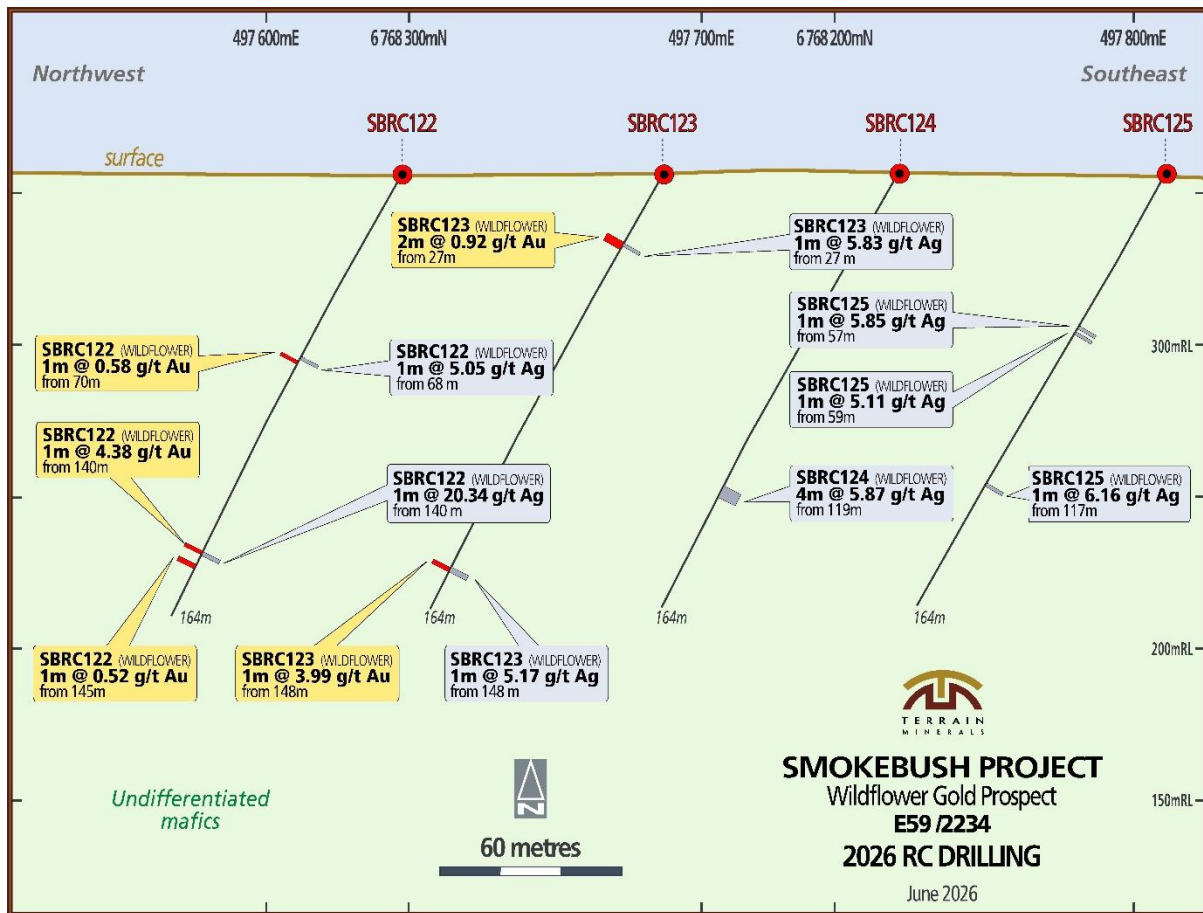 497 600mE
6 768 300mN
497 700mE
6 768 200mN
497 800mE
Northwest
Southeast
SBRC122
SBRC123
SBRC124
SBRC125
surface
SBRC123 (WILDFLOWER)
2m @ 0.92 g/t Au
from 27m
SBRC123 (WILDFLOWER)
1m @ 5.83 g/t Ag
from 27 m
SBRC125 (WILDFLOWER)
1m @ 5.85 g/t Ag
from 57m
SBRC122 (WILDFLOWER)
1m @ 0.58 g/t Au
from 70m
SBRC122 (WILDFLOWER)
1m @ 5.05 g/t Ag
from 68 m
300mRL
SBRC125 (WILDFLOWER)
1m @ 5.11 g/t Ag
from 59m
SBRC122 (WILDFLOWER)
1m @ 4.38 g/t Au
from 140m
SBRC122 (WILDFLOWER)
1m @ 20.34 g/t Ag
from 140 m
SBRC124 (WILDFLOWER)
4m @ 5.87 g/t Ag
from 119m
SBRC125 (WILDFLOWER)
1m @ 6.16 g/t Ag
from 117m
164m
164m
164m
164m
SBRC122 (WILDFLOWER)
1m @ 0.52 g/t Au
from 145m
SBRC123 (WILDFLOWER)
1m @ 3.99 g/t Au
from 148m
SBRC123 (WILDFLOWER)
1m @ 5.17 g/t Ag
from 148 m
200mRL
TERRAIN
MINERALS
SMOKEBUSH PROJECT
Wildflower Gold Prospect
E59 /2234
2026 RC DRILLING
June 2026
150mRL
Undifferentiated
mafics
N
60 metres